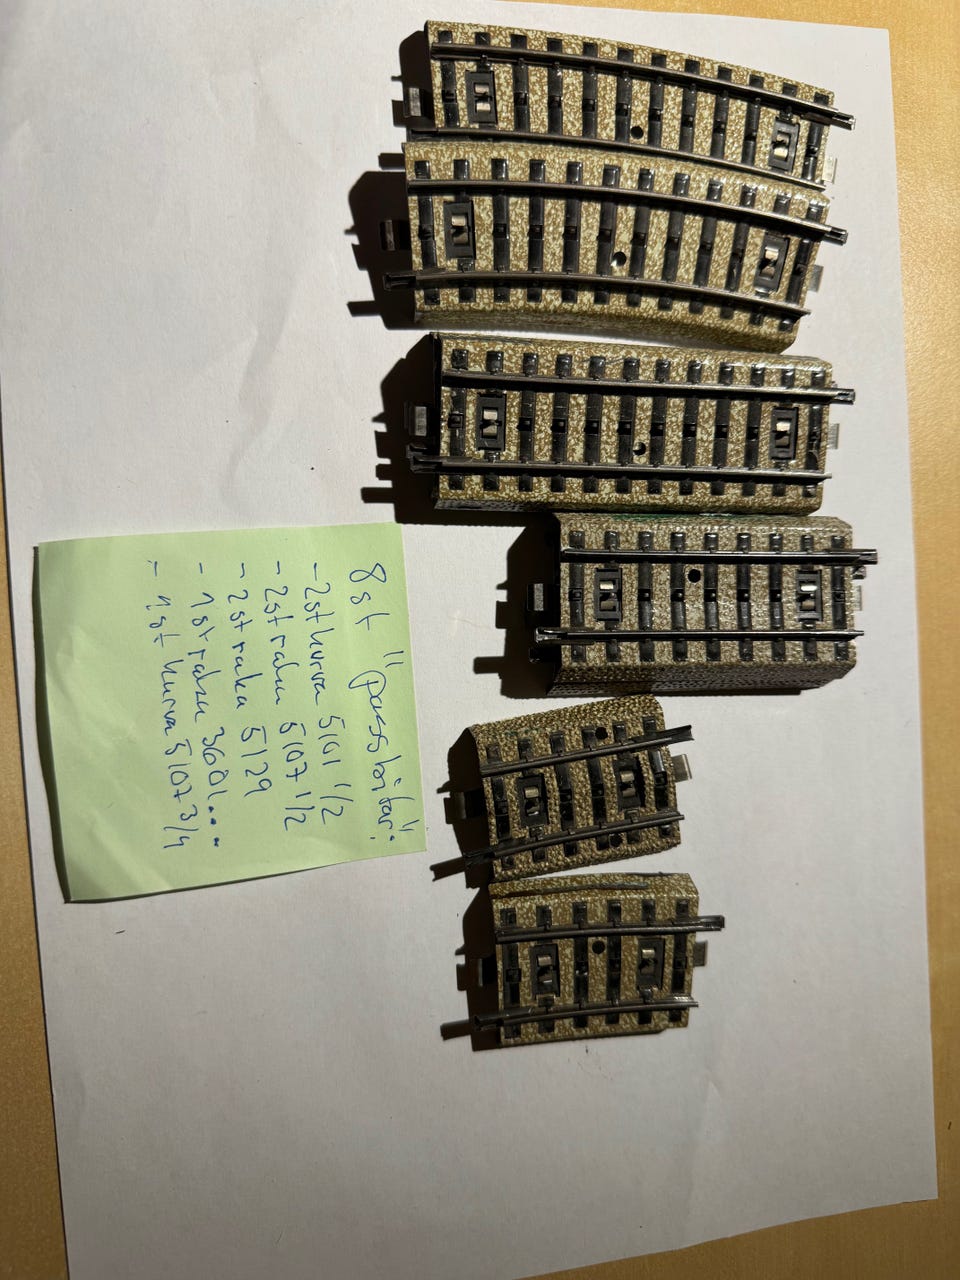 8st "passbitar":
- 2st kurva 5101 1/2
- 2st raka 5107 1/2
- 2st raka 5129
- 1st raka 3601...
- 1st kurva 5107 3/4